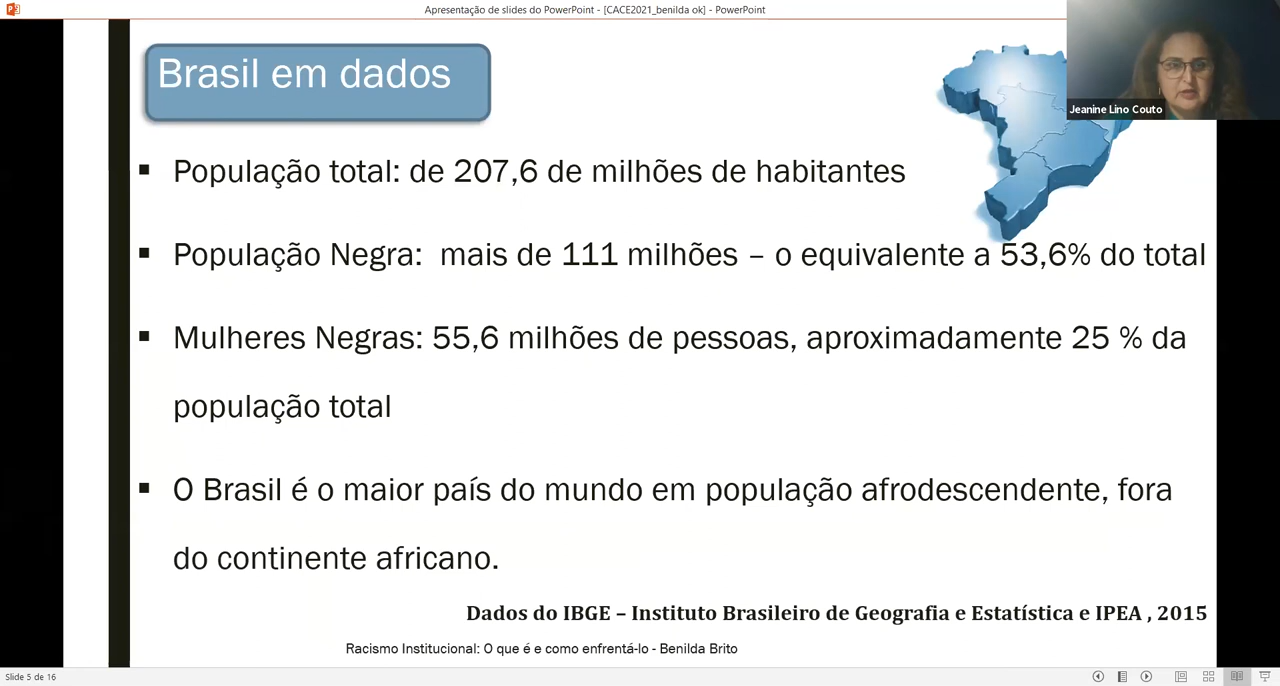 Apresentação de slides do PowerPoint - [CACE2021_benilda ok] - PowerPoint
Jeanine Lino Couto
Brasil em dados
▪ População total: de 207,6 de milhões de habitantes
▪ População Negra:  mais de 111 milhões – o equivalente a 53,6% do total
▪ Mulheres Negras: 55,6 milhões de pessoas, aproximadamente 25 % da
população total
▪ O Brasil é o maior país do mundo em população afrodescendente, fora
do continente africano.
Dados do IBGE – Instituto Brasileiro de Geografia e Estatística e IPEA , 2015
Racismo Institucional: O que é e como enfrentá-lo - Benilda Brito
Slide 5 de 16